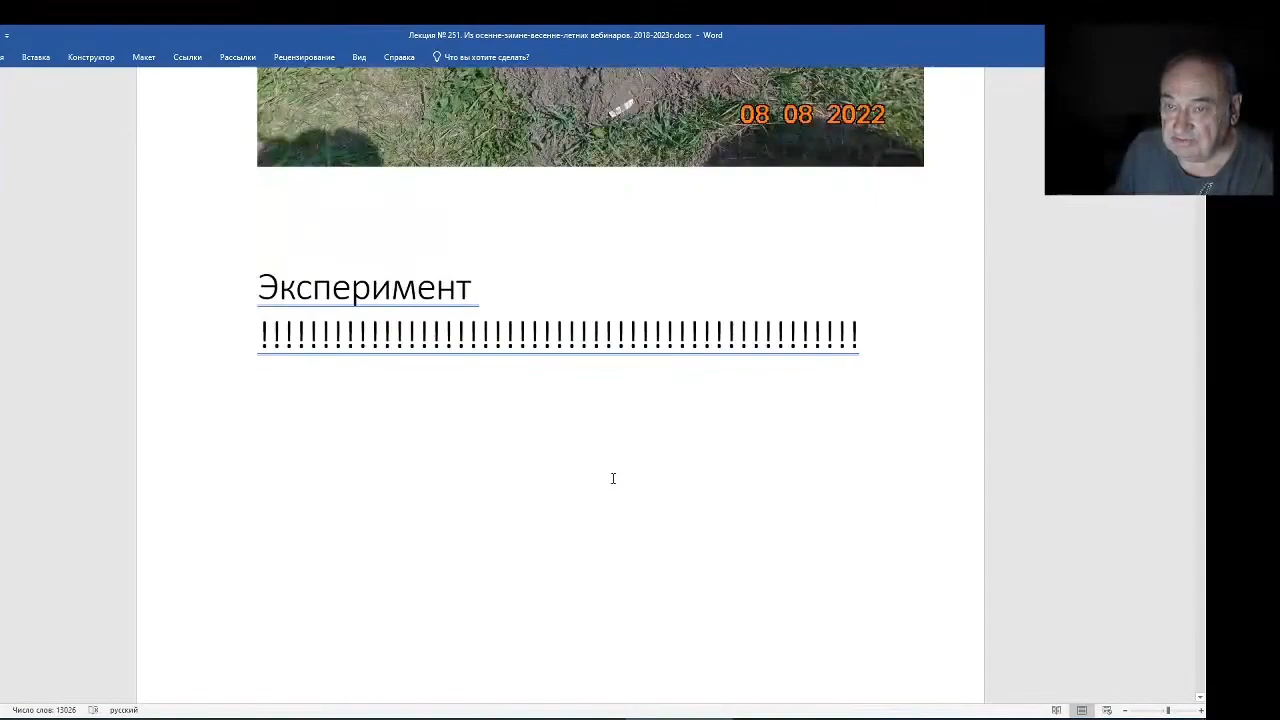 Лекция № 251. Из осенне-зимне-весенне-летних вебинаров. 2018-2023г.docx - Word
я Вставка Конструктор Макет Ссылки Рассылки Рецензирование Вид Справка Что вы хотите сделать?
08 08 2022
Эксперимент
!!!!!!!!!!!!!!!!!!!!!!!!!!!!!!!!!!!!!!!!!!!!!!!!!
Число слов: 13026 русский